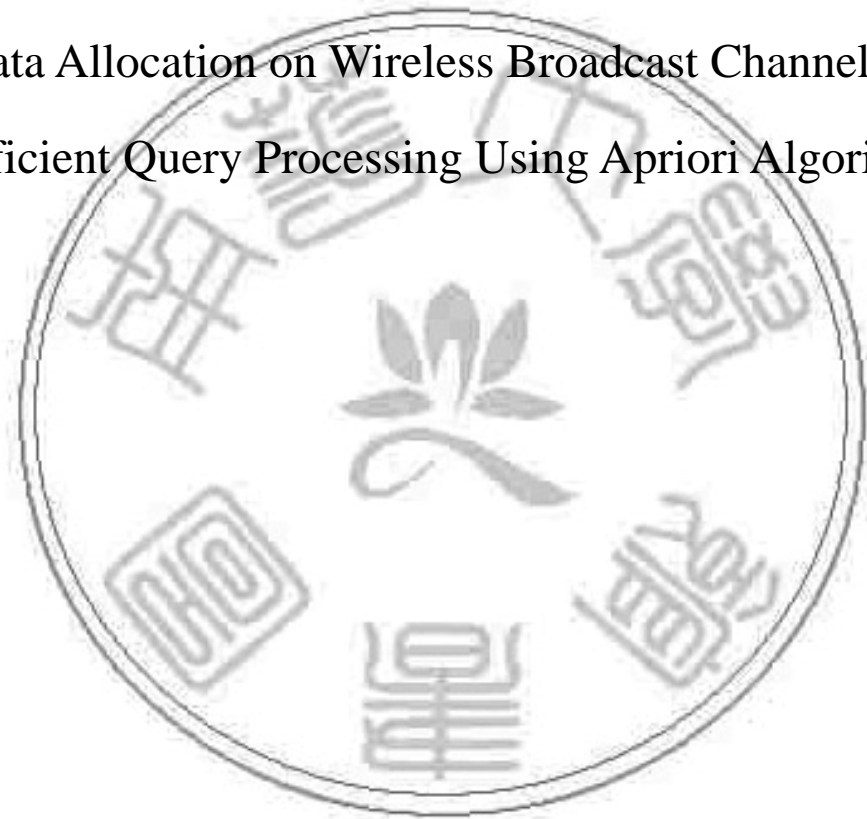 ata Allocation on Wireless Broadcast Channel
ficient Query Processing Using Apriori Algori